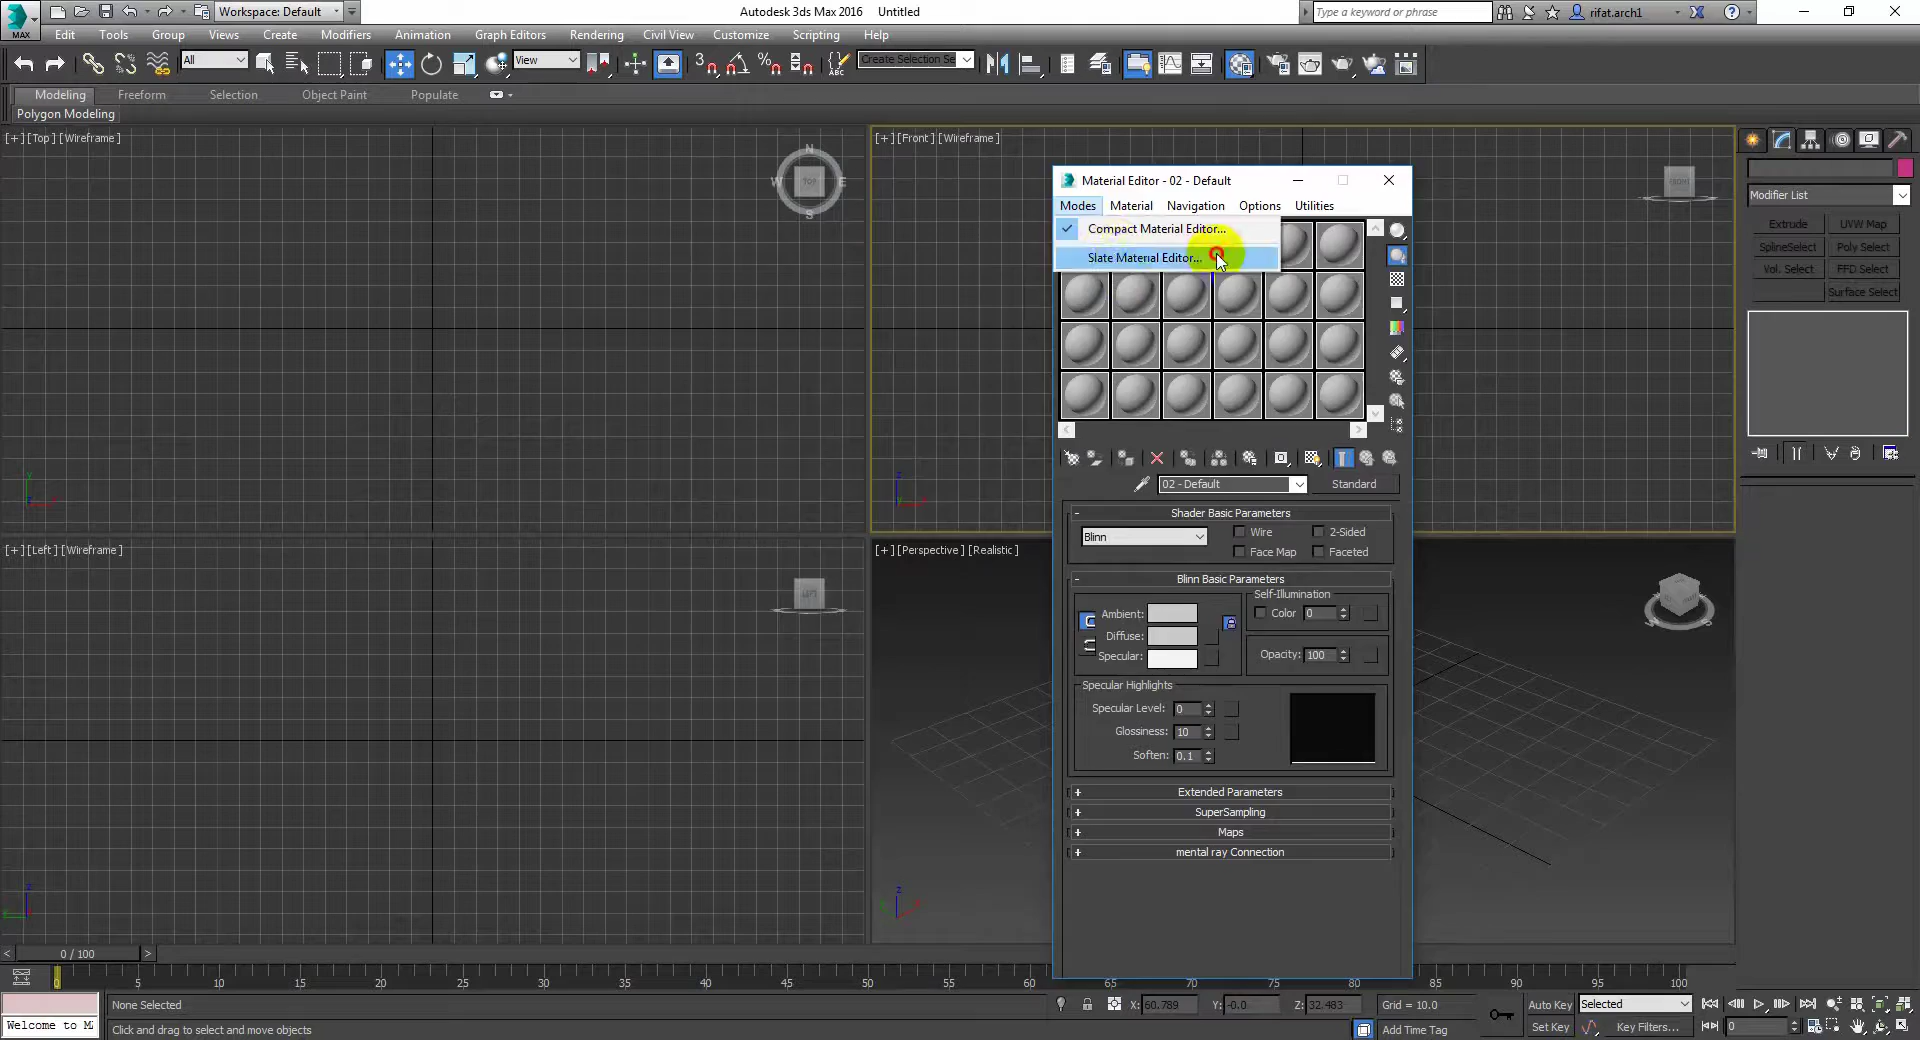 Workspace: Default
Autodesk 3ds Max 2016 Untitled
Type a keyword or phrase
rifat.arch1
MAX
Edit Tools Group Views Create Modifiers Animation Graph Editors Rendering Civil View Customize Scripting Help
All
View
3
ABC
Create Selection Se
Modeling Freeform Selection Object Paint Populate
Polygon Modeling
[+] [Top] [Wireframe]
[+] [Front] [Wireframe]
N
W TOP E
S
FRONT
Material Editor - 02 - Default
Modes Material Navigation Options Utilities
Compact Material Editor...
Slate Material Editor...
Modifier List
Extrude UVW Map
SplineSelect Poly Select
Vol. Select FFD Select
Surface Select
02 - Default Standard
Shader Basic Parameters
Blinn Wire 2-Sided
Face Map Faceted
Blinn Basic Parameters
Self-Illumination
Ambient: Color 0
Diffuse:
Specular: Opacity: 100
Specular Highlights
Specular Level: 0
Glossiness: 10
Soften: 0.1
Extended Parameters
SuperSampling
Maps
mental ray Connection
[+] [Left] [Wireframe]
LEFT
[+] [Perspective] [Realistic]
0 / 100
0 5 10 15 20 25 30 35 40 45 50 55 60 65 70 75 80 85 90 95 100
None Selected
X: 60.789 Y: -0.0 Z: 32.483 Grid = 10.0
Auto Key Selected
Welcome to M
Click and drag to select and move objects
Add Time Tag
Set Key Key Filters... 0